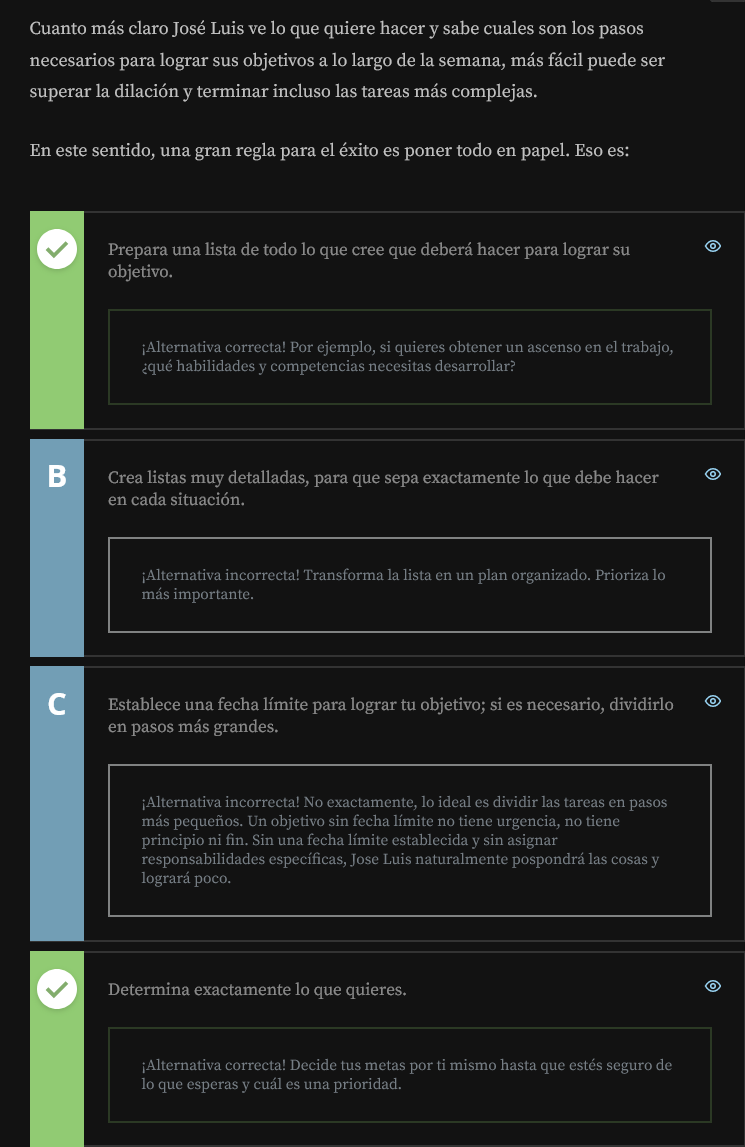 Cuanto más claro José Luis ve lo que quiere hacer y sabe cuales son los pasos
necesarios para lograr sus objetivos a lo largo de la semana, más fácil puede ser
superar la dilación y terminar incluso las tareas más complejas.
En este sentido, una gran regla para el éxito es poner todo en papel. Eso es:
Prepara una lista de todo lo que cree que deberá hacer para lograr su
objetivo.
¡Alternativa correcta! Por ejemplo, si quieres obtener un ascenso en el trabajo,
¿qué habilidades y competencias necesitas desarrollar?
B
Crea listas muy detalladas, para que sepa exactamente lo que debe hacer
en cada situación.
¡Alternativa incorrecta! Transforma la lista en un plan organizado. Prioriza lo
más importante.
C
Establece una fecha límite para lograr tu objetivo; si es necesario, dividirlo
en pasos más grandes.
¡Alternativa incorrecta! No exactamente, lo ideal es dividir las tareas en pasos
más pequeños. Un objetivo sin fecha límite no tiene urgencia, no tiene
principio ni fin. Sin una fecha límite establecida y sin asignar
responsabilidades específicas, Jose Luis naturalmente pospondrá las cosas y
logrará poco.
Determina exactamente lo que quieres.
¡Alternativa correcta! Decide tus metas por ti mismo hasta que estés seguro de
lo que esperas y cuál es una prioridad.